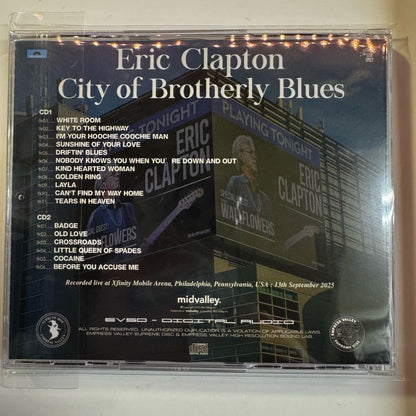 Eric Clapton
City of Brotherly Blues
CD1
WHITE ROOM
KEY TO THE HIGHWAY
I'M YOUR HOOCHIE COOCHIE MAN
SUNSHINE OF YOUR LOVE
DRIFTIN' BLUES
NOBODY KNOWS YOU WHEN YOU' RE DOWN AND OUT
KIND HEARTED WOMAN
GOLDEN RING
LAYLA
CAN'T FIND MY WAY HOME
TEARS IN HEAVEN
CD2
BADGE
OLD LOVE
CROSSROADS
LITTLE QUEEN OF SPADES
COCAINE
BEFORE YOU ACCUSE ME
PLAYING TONIGHT
ERIC
CLAPTON
WALLFLOWERS
PLAYING TONIGHT
ERIC
CLAPTON
Recorded live at Xfinity Mobile Arena, Philadelphia, Pennsylvania, USA : 13th September 2025
midvalley.
EVSD - DIGITAL AUDIO
ALL RIGHTS RESERVED. UNAUTHORIZED DUPLICATION IS A VIOLATION OF APPLICABLE LAWS.
EMPRESS VALLEY SUPREME DISC & EMPRESS VALLEY HIGH RESOLUTION SOUND LAB.
EMPRESS VALLEY
SUPREME DISC